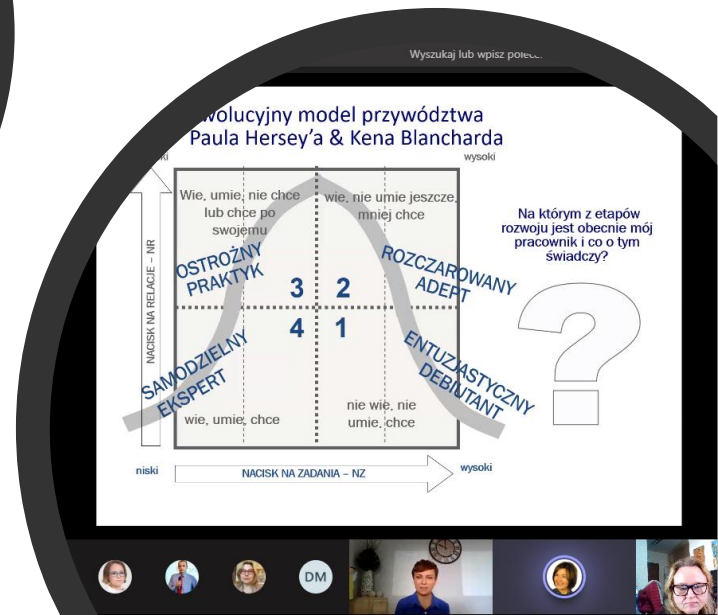 Wyszukaj lub wpisz
wolucyjny model przywództwa
Paula Hersey'a & Kena Blancharda
wysoki
Wie, umie, nie chce
lub chce po
swojemu
wie, nie umie jeszcze,
mniej chce
Na którym z etapów
rozwoju jest obecnie mój
pracownik i co o tym
świadczy?
NACISK NA RELACJE – NR
OSTROŻNY
PRAKTYK
3
2
ROZCZAROWANY
ADEPT
4
1
SAMODZIELNY
EKSPERT
ENTUZJASTYCZNY
DEBIUTANT
wie, umie, chce
nie wie, nie
umie, chce
?
niski
NACISK NA ZADANIA – NZ
wysoki
DM